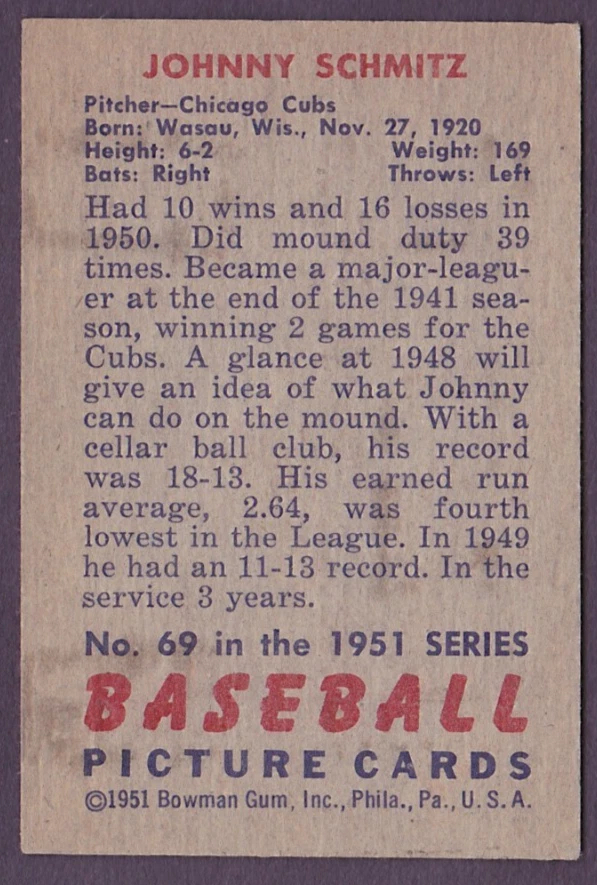 JOHNNY SCHMITZ
Pitcher—Chicago Cubs
Born: Wasau, Wis., Nov. 27, 1920
Height: 6-2 Weight: 169
Bats: Right Throws: Left
Had 10 wins and 16 losses in
1950. Did mound duty 39
times. Became a major-leagu-
er at the end of the 1941 sea-
son, winning 2 games for the
Cubs. A glance at 1948 will
give an idea of what Johnny
can do on the mound. With a
cellar ball club, his record
was 18-13. His earned run
average, 2.64, was fourth
lowest in the League. In 1949
he had an 11-13 record. In the
service 3 years.
No. 69 in the 1951 SERIES
BASEBALL
PICTURE CARDS
©1951 Bowman Gum, Inc., Phila., Pa., U. S. A.